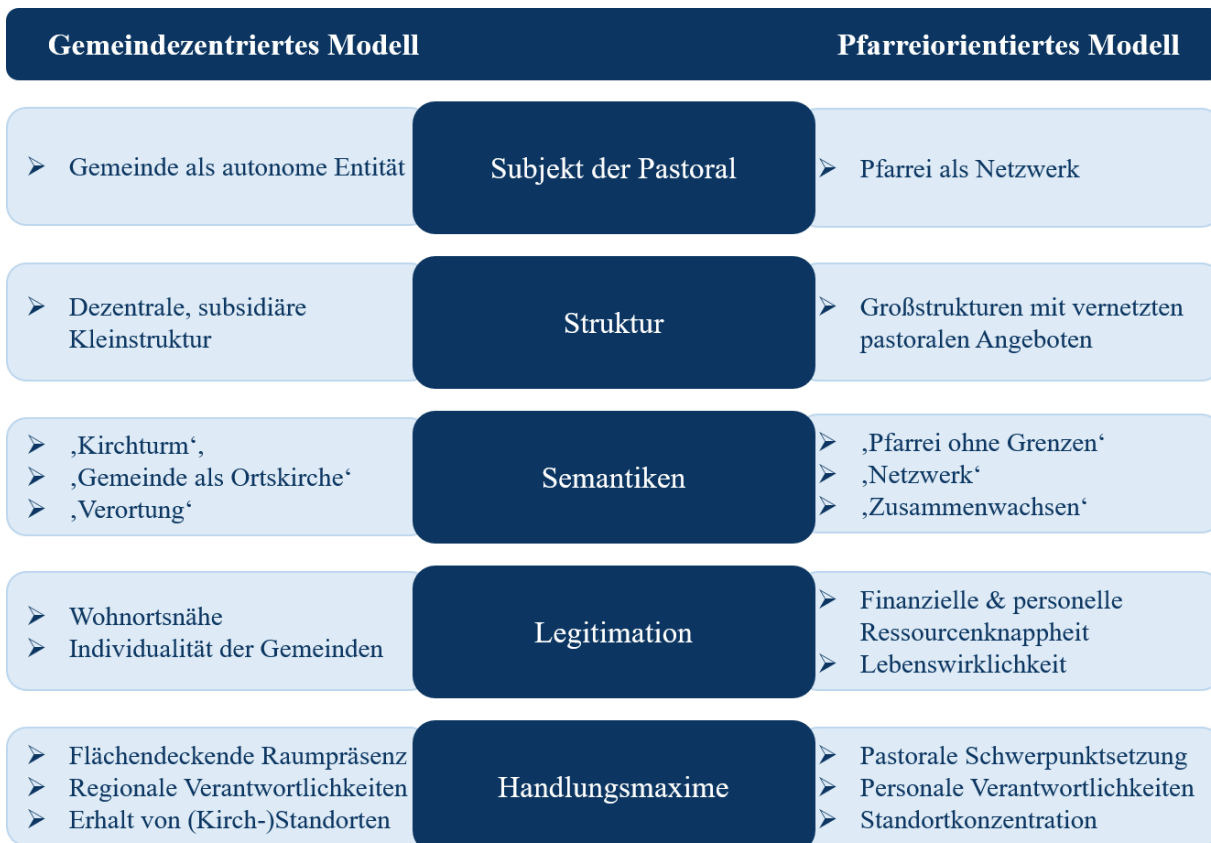 Gemeindezentriertes Modell
Pfarreiorientiertes Modell
➤ Gemeinde als autonome Entität
Subjekt der Pastoral
➤ Pfarrei als Netzwerk
➤ Dezentrale, subsidiäre
Kleinstruktur
Struktur
➤ Großstrukturen mit vernetzten
pastoralen Angeboten
➤ ‚Kirchturm‘,
➤ ‚Gemeinde als Ortskirche‘
➤ ‚Verortung‘
Semantiken
➤ ‚Pfarrei ohne Grenzen‘
➤ ‚Netzwerk‘
➤ ‚Zusammenwachsen‘
➤ Wohnortsnähe
➤ Individualität der Gemeinden
Legitimation
➤ Finanzielle & personelle
Ressourcenknappheit
➤ Lebenswirklichkeit
➤ Flächendeckende Raumpräsenz
➤ Regionale Verantwortlichkeiten
➤ Erhalt von (Kirch-)Standorten
Handlungsmaxime
➤ Pastorale Schwerpunktsetzung
➤ Personale Verantwortlichkeiten
➤ Standortkonzentration